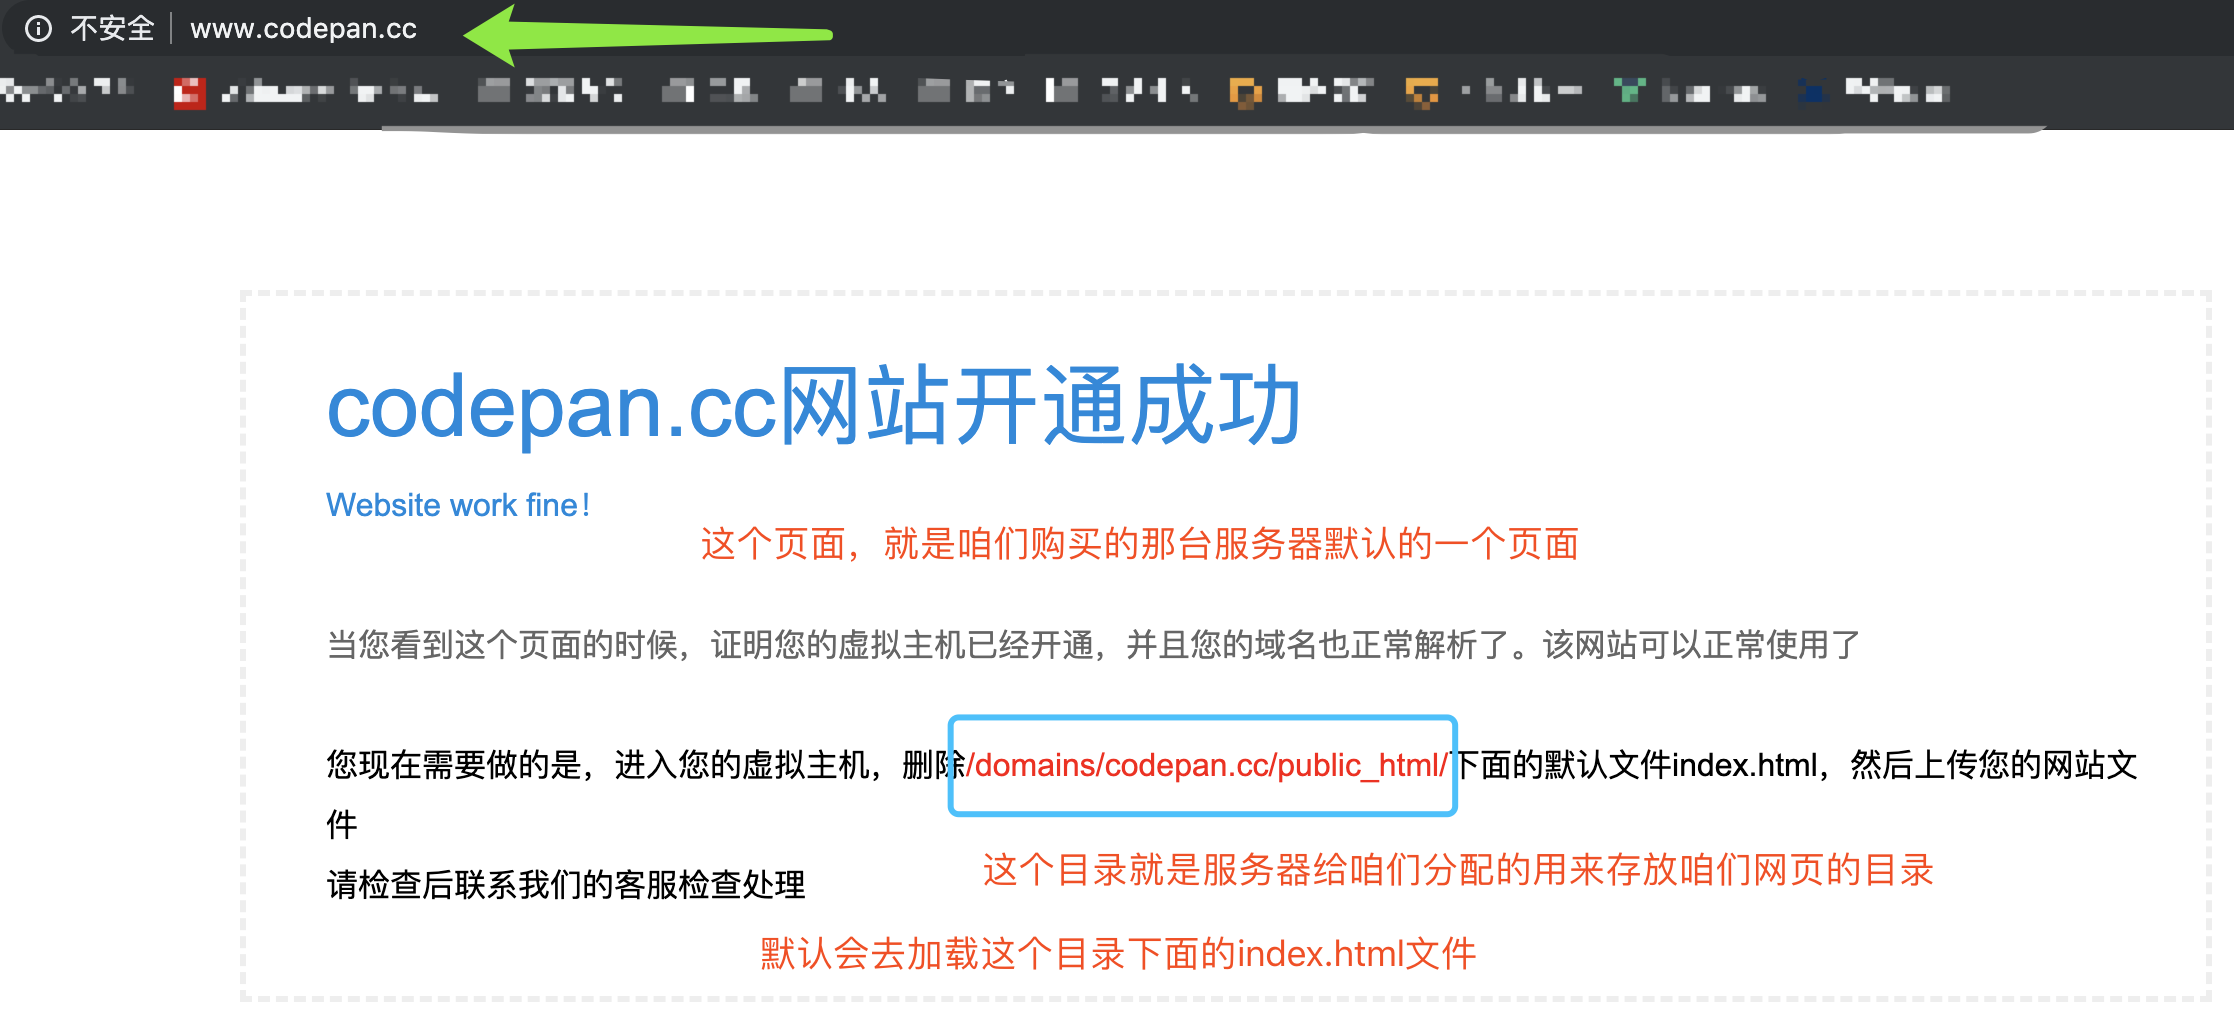 不安全 www.codepan.cc
codepan.cc网站开通成功
Website work fine!
这个页面，就是咱们购买的那台服务器默认的一个页面
当您看到这个页面的时候，证明您的虚拟主机已经开通，并且您的域名也正常解析了。该网站可以正常使用了
您现在需要做的是，进入您的虚拟主机，删除/domains/codepan.cc/public_html/下面的默认文件index.html，然后上传您的网站文
件
这个目录就是服务器给咱们分配的用来存放咱们网页的目录
请检查后联系我们的客服检查处理
默认会去加载这个目录下面的index.html文件